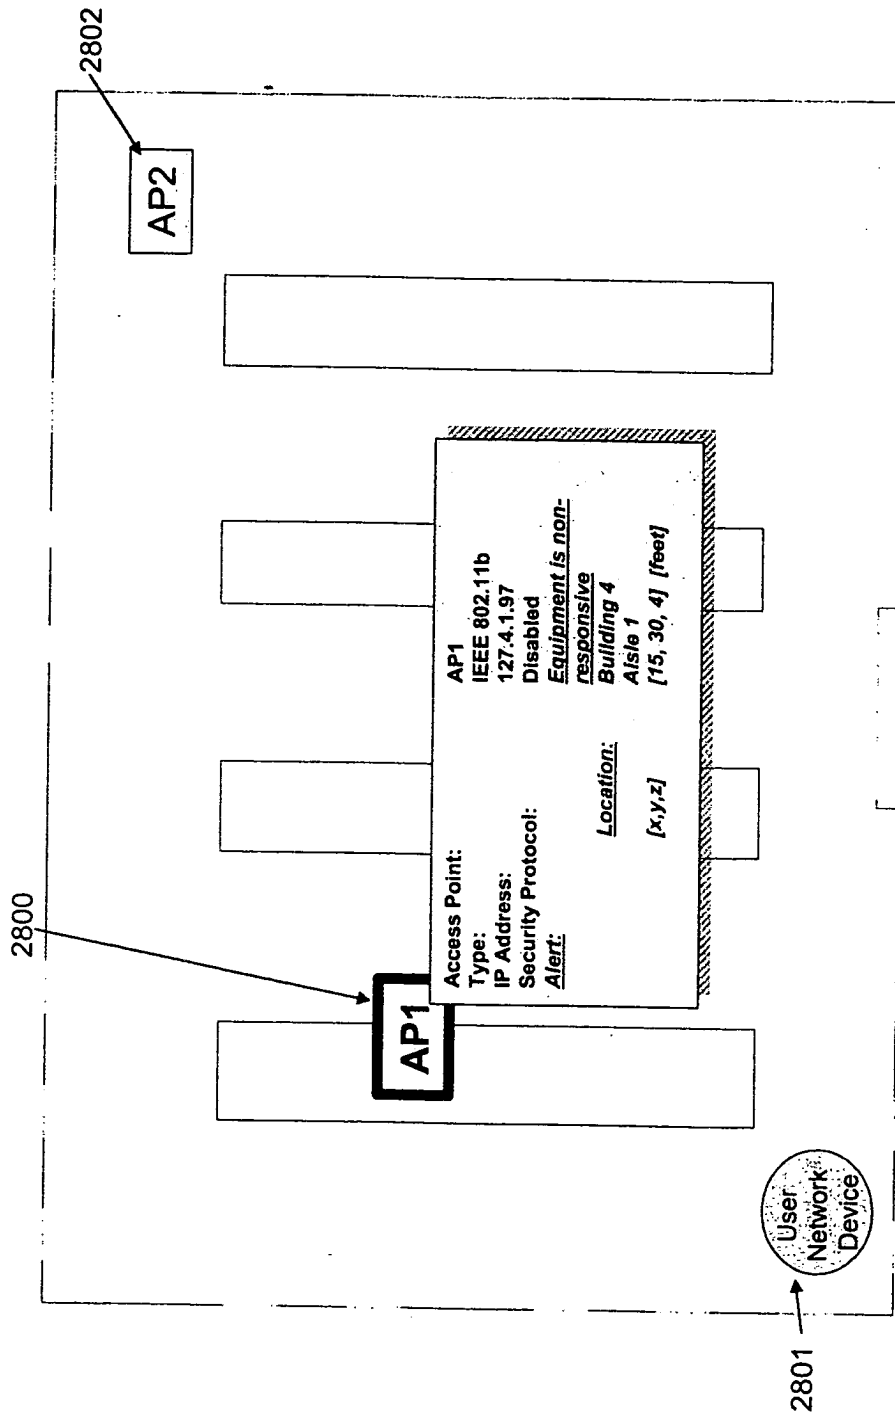 2802
AP2
2800
AP1
Access Point: AP1
Type: IEEE 802.11b
IP Address: 127.4.1.97
Security Protocol: Disabled
Alert: Equipment is non-
responsive
Location: Building 4
Aisle 1
[x,y,z] [15, 30, 4] [feet]
User
Network
Device
2801